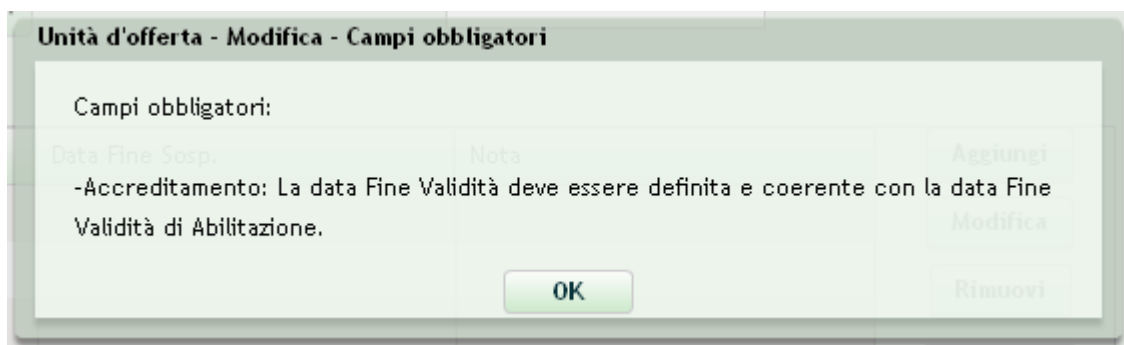 Unità d'offerta - Modifica - Campi obbligatori
Campi obbligatori:
Data Fine Sosp. Nota Aggiungi
-Accreditamento: La data Fine Validità deve essere definita e coerente con la data Fine
Validità di Abilitazione.
Modifica
OK
Rimuovi